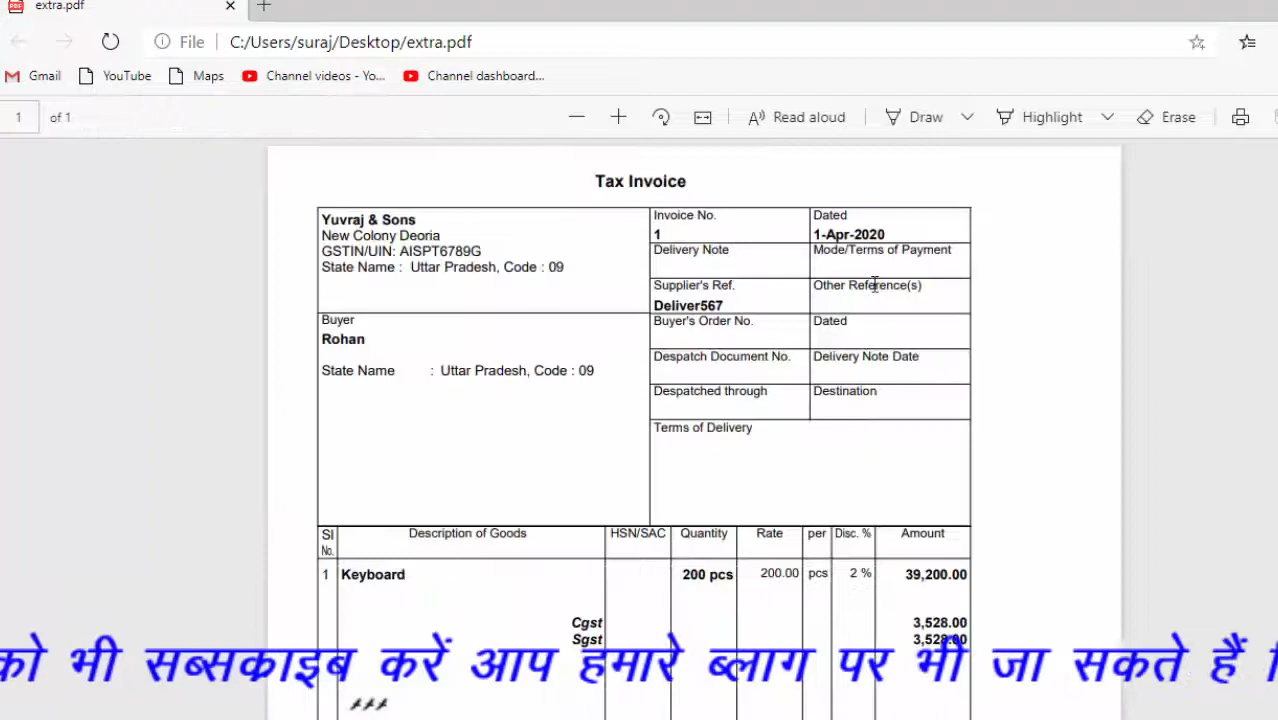 extra.pdf
File C:/Users/suraj/Desktop/extra.pdf
Gmail YouTube Maps Channel videos - Yo... Channel dashboard...
1 of 1 Read aloud Draw Highlight Erase
Tax Invoice
Yuvraj & Sons
New Colony Deoria
GSTIN/UIN: AISPT6789G
State Name : Uttar Pradesh, Code : 09
Invoice No. Dated
1 1-Apr-2020
Delivery Note Mode/Terms of Payment
Supplier's Ref. Other Reference(s)
Deliver567
Buyer
Rohan
State Name : Uttar Pradesh, Code : 09
Buyer's Order No. Dated
Despatch Document No. Delivery Note Date
Despatched through Destination
Terms of Delivery
Sl No. Description of Goods HSN/SAC Quantity Rate per Disc. % Amount
1 Keyboard 200 pcs 200.00 pcs 2 % 39,200.00
Cgst 3,528.00
Sgst 3,528.00
को भी सब्सक्राइब करें आप हमारे ब्लाग पर भी जा सकते हैं